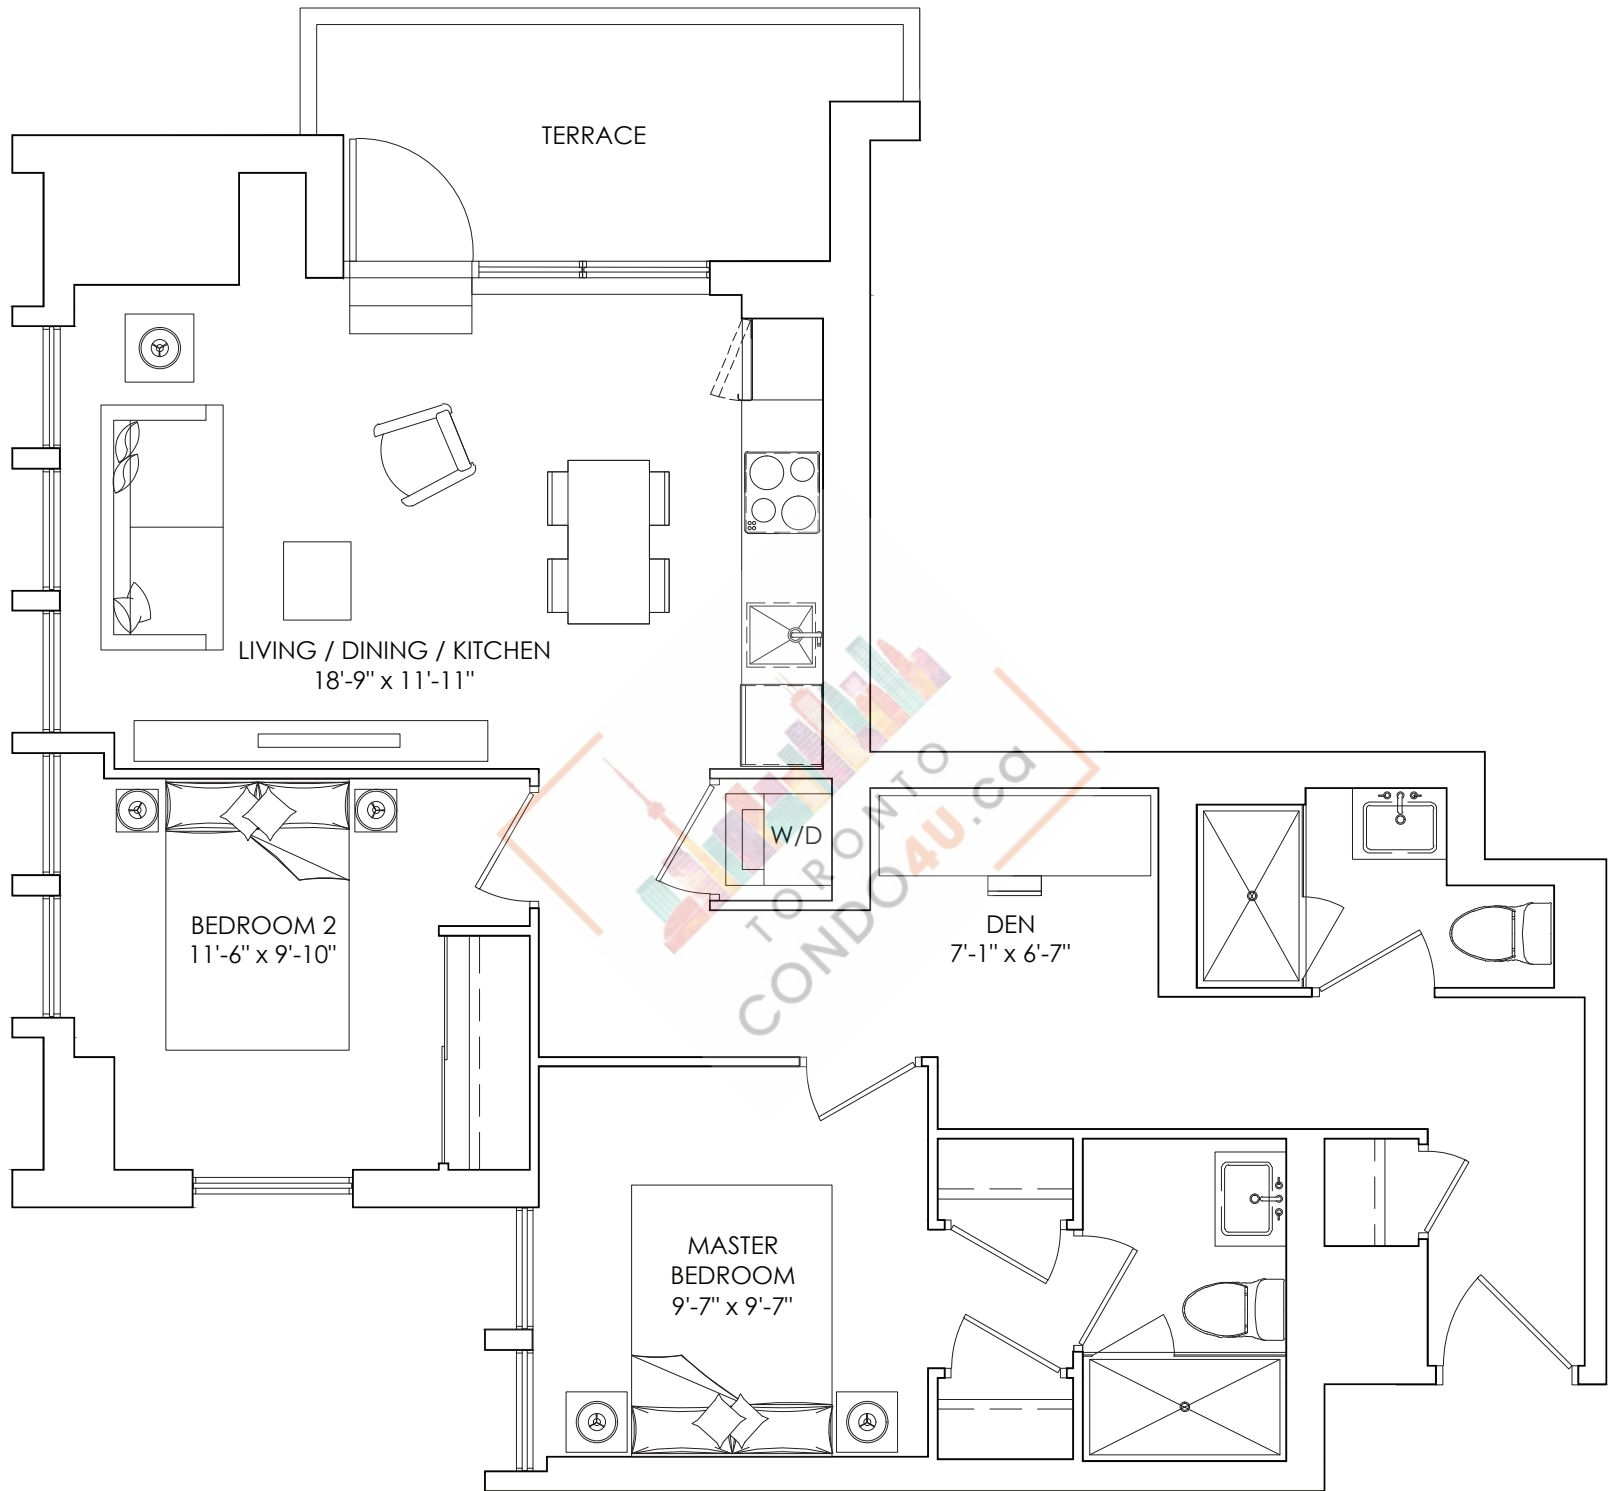 TERRACE
LIVING / DINING / KITCHEN
18'-9" x 11'-11"
W/D
TORONTO
CONDO4U.ca
BEDROOM 2
11'-6" x 9'-10"
DEN
7'-1" x 6'-7"
MASTER
BEDROOM
9'-7" x 9'-7"